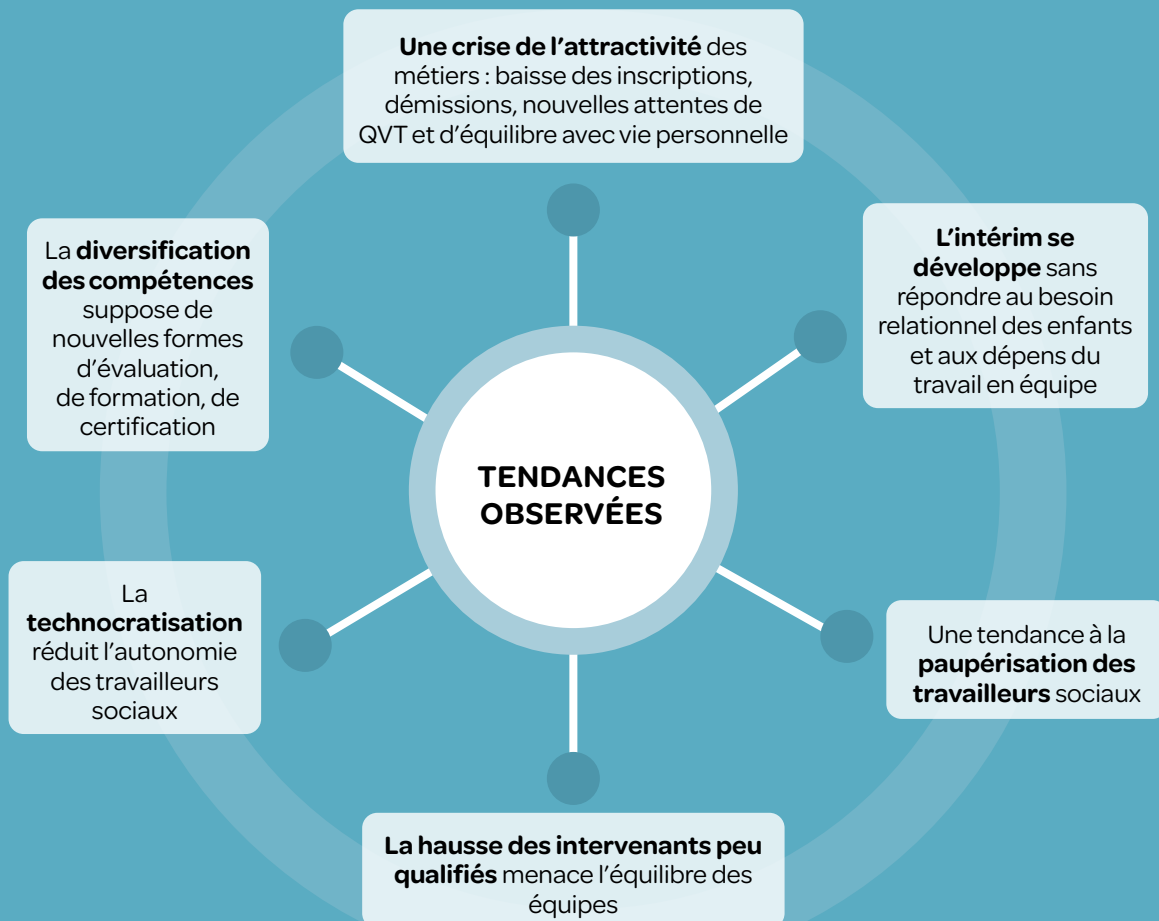 Une crise de l'attractivité des
métiers : baisse des inscriptions,
démissions, nouvelles attentes de
QVT et d'équilibre avec vie personnelle
La diversification
des compétences
suppose de
nouvelles formes
d'évaluation,
de formation, de
certification
L'intérim se
développe sans
répondre au besoin
relationnel des enfants
et aux dépens du
travail en équipe
TENDANCES
OBSERVÉES
La
technocratisation
réduit l'autonomie
des travailleurs
sociaux
Une tendance à la
paupérisation des
travailleurs sociaux
La hausse des intervenants peu
qualifiés menace l'équilibre des
équipes